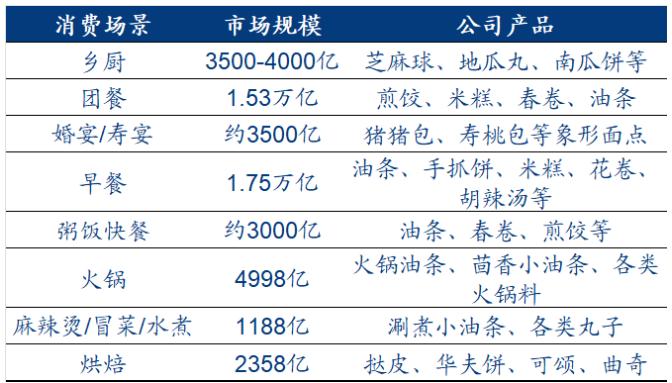 消费场景 市场规模 公司产品
乡厨 3500-4000亿 芝麻球、地瓜丸、南瓜饼等
团餐 1.53万亿 煎饺、米糕、春卷、油条
婚宴/寿宴 约3500亿 猪猪包、寿桃包等象形面点
早餐 1.75万亿 油条、手抓饼、米糕、花卷、
胡辣汤等
粥饭快餐 约3000亿 油条、春卷、煎饺等
火锅 4998亿 火锅油条、茴香小油条、各类
火锅料
麻辣烫/冒菜/水煮 1188亿 涮煮小油条、各类丸子
烘焙 2358亿 挞皮、华夫饼、可颂、曲奇